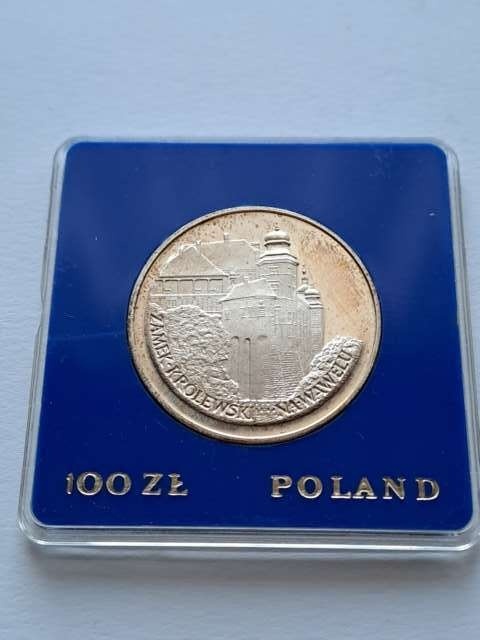 ZAMEK KRÓLEWSKI NA WAWELU
100 ZŁ POLAND